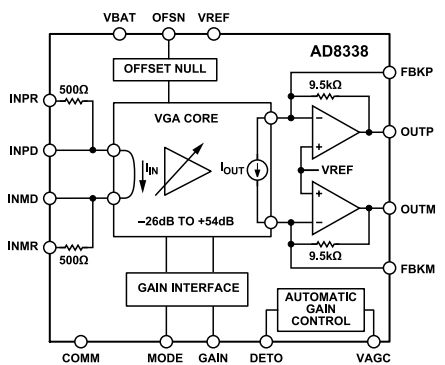 VBAT OFSN VREF
AD8338
OFFSET NULL
FBKP
INPR
500Ω
9.5kΩ
VGA CORE
OUTP
INPD
IIN
IOUT
VREF
INMD
OUTM
–26dB TO +54dB
INMR
500Ω
9.5kΩ
FBKM
GAIN INTERFACE
AUTOMATIC
GAIN
CONTROL
COMM MODE GAIN DETO VAGC